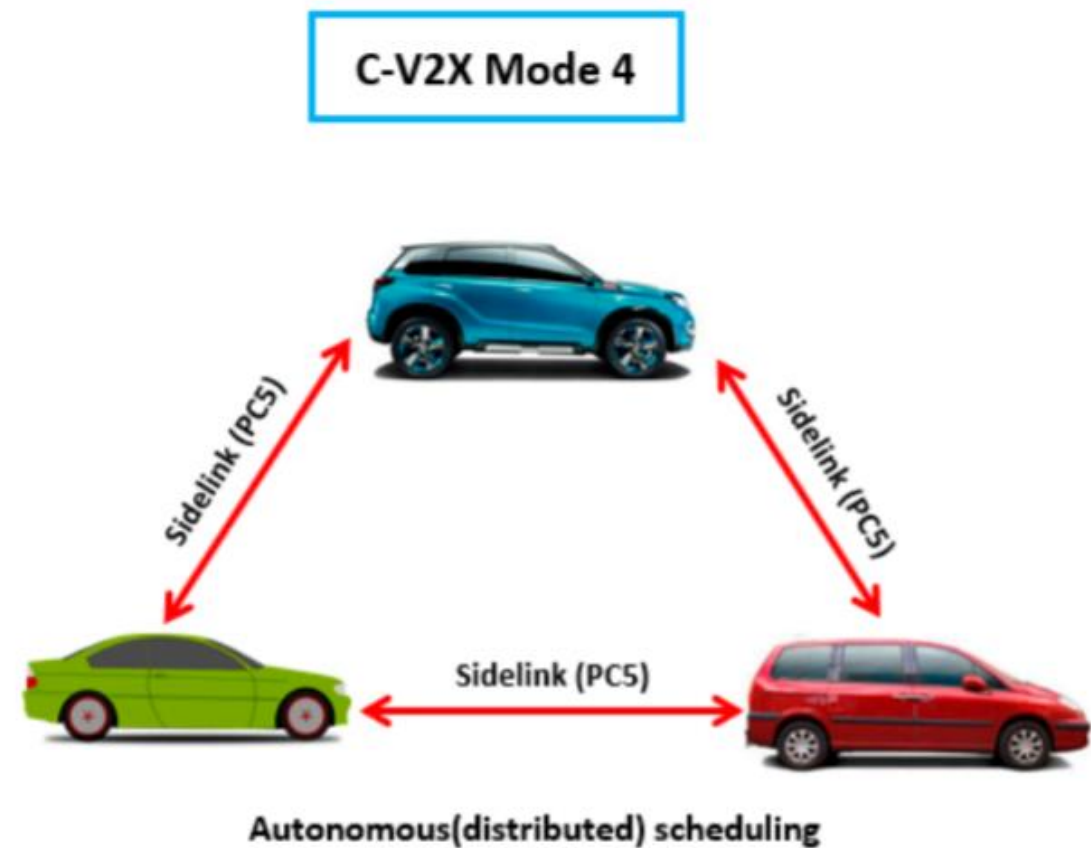 C-V2X Mode 4
Sidelink (PC5)
Sidelink (PC5)
Sidelink (PC5)
Autonomous(distributed) scheduling